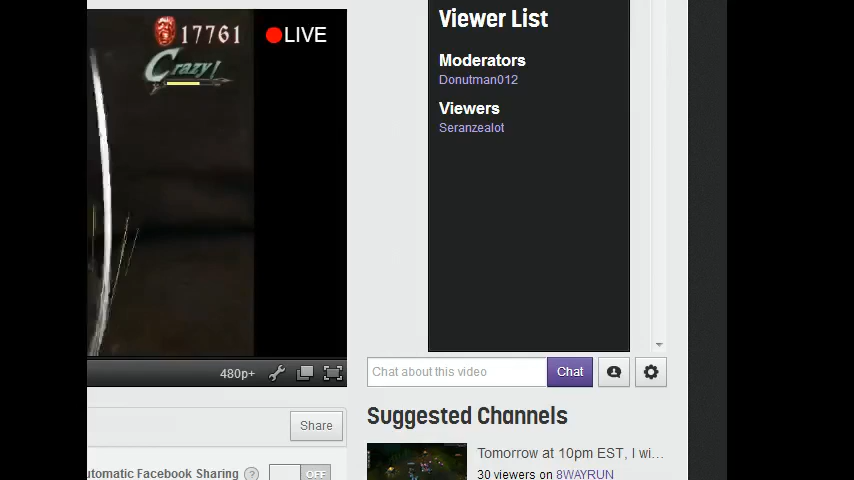 Viewer List
17761
LIVE
Crazy!
Moderators
Donutman012
Viewers
Seranzealot
480p+
Chat about this video
Chat
Suggested Channels
Share
Tomorrow at 10pm EST, I wi...
utomatic Facebook Sharing ? OFF
30 viewers on 8WAYRUN